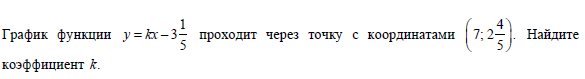 График функции y = kx − 3 1/5 проходит через точку с координатами (7; 2 4/5). Найдите
коэффициент k.